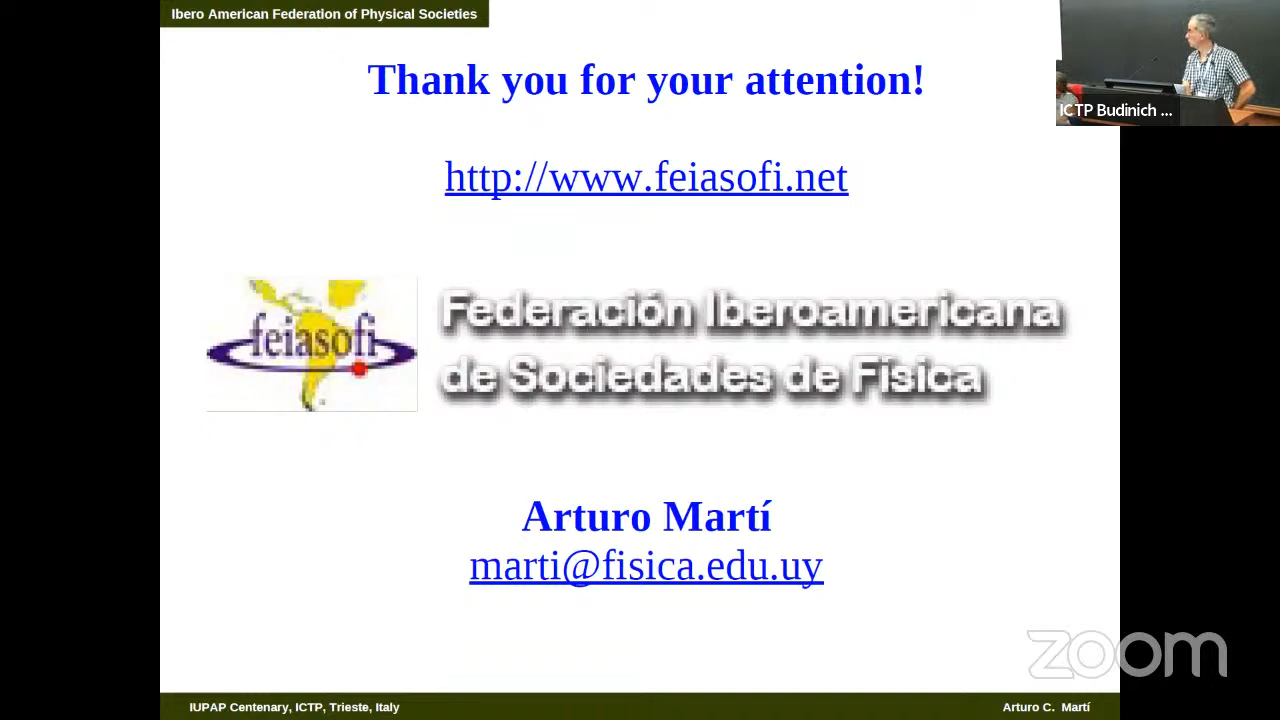 Ibero American Federation of Physical Societies
Thank you for your attention!
ICTP Budinich ...
http://www.feiasofi.net
feiasofi
Federación Iberoamericana
de Sociedades de Física
Arturo Martí
marti@fisica.edu.uy
zoom
IUPAP Centenary, ICTP, Trieste, Italy
Arturo C. Martí